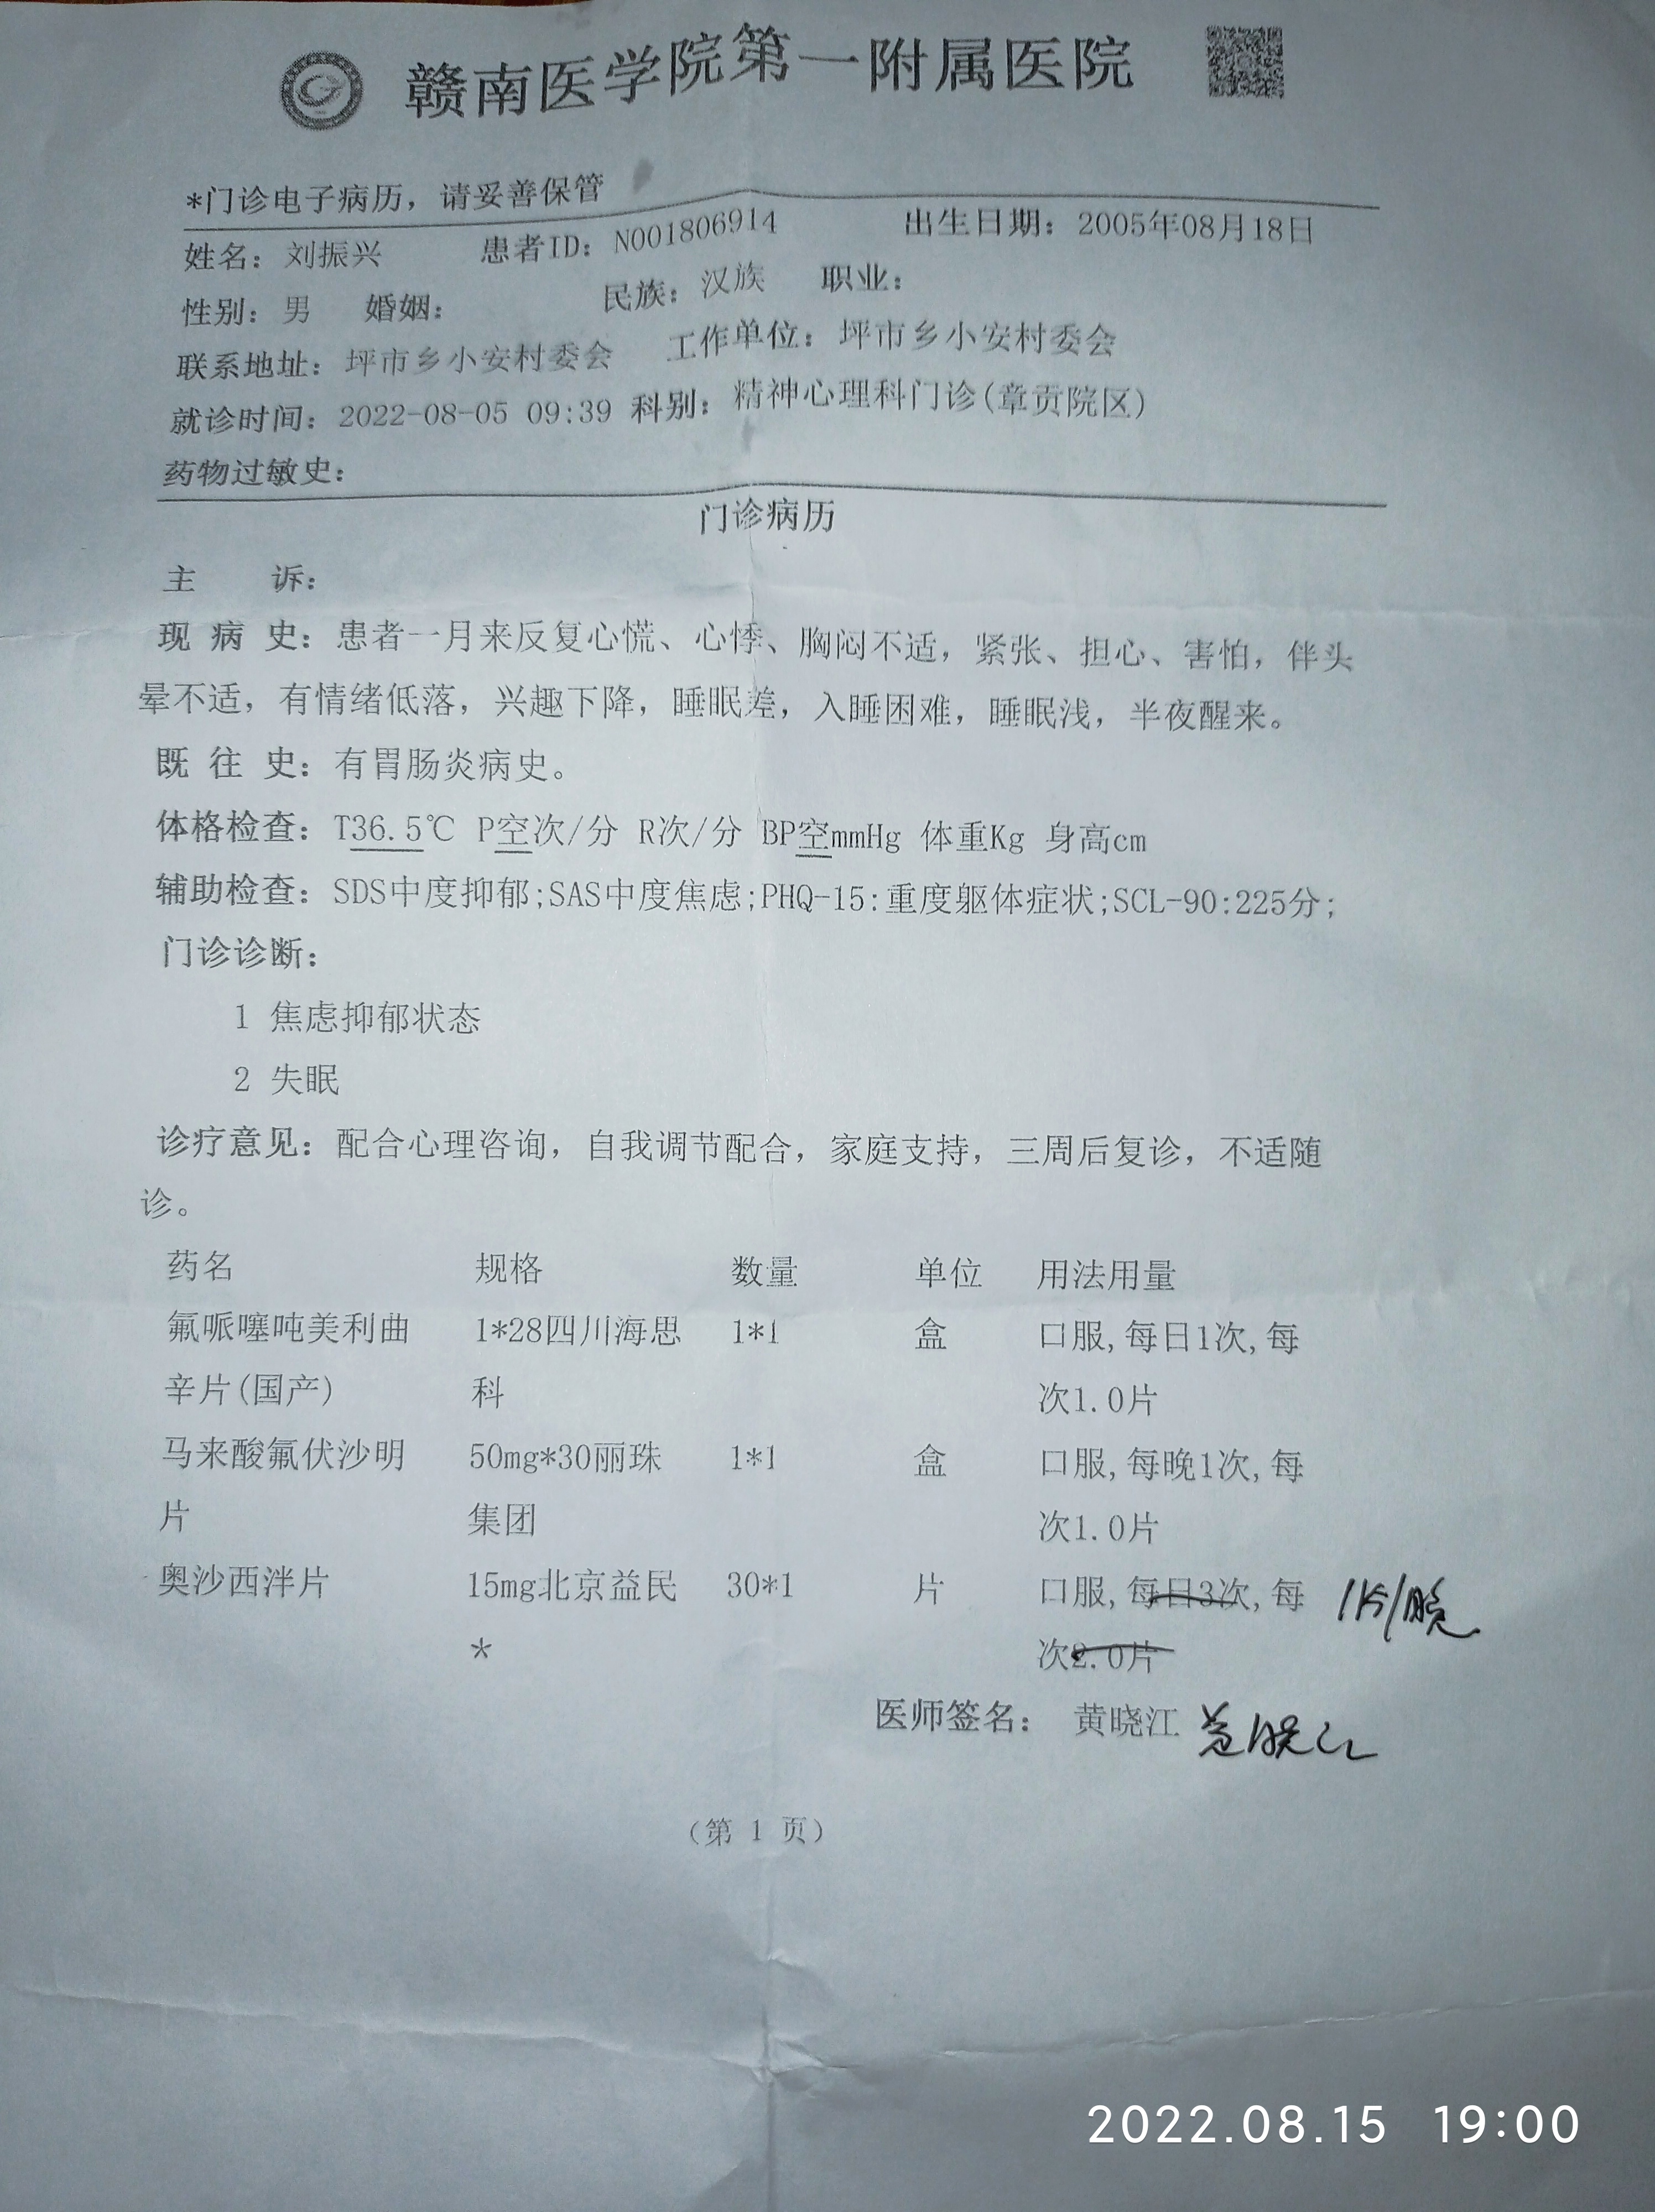 赣南医学院第一附属医院
*门诊电子病历，请妥善保管
姓名：刘振兴 患者ID：N001806914 出生日期：2005年08月18日
性别：男 婚姻： 民族：汉族 职业：
联系地址：坪市乡小安村委会 工作单位：坪市乡小安村委会
就诊时间：2022-08-05 09:39 科别：精神心理科门诊(章贡院区)
药物过敏史：
门诊病历
主 诉：
现 病 史：患者一月来反复心慌、心悸、胸闷不适，紧张、担心、害怕，伴头
晕不适，有情绪低落，兴趣下降，睡眠差，入睡困难，睡眠浅，半夜醒来。
既 往 史：有胃肠炎病史。
体格检查：T36.5℃ P空次/分 R次/分 BP空mmHg 体重Kg 身高cm
辅助检查：SDS中度抑郁;SAS中度焦虑;PHQ-15:重度躯体症状;SCL-90:225分;
门诊诊断：
1 焦虑抑郁状态
2 失眠
诊疗意见：配合心理咨询，自我调节配合，家庭支持，三周后复诊，不适随
诊。
药名 规格 数量 单位 用法用量
氟哌噻吨美利曲 1*28四川海思 1*1 盒 口服,每日1次,每
辛片(国产) 科 次1.0片
马来酸氟伏沙明 50mg*30丽珠 1*1 盒 口服,每晚1次,每
片 集团 次1.0片
奥沙西泮片 15mg北京益民 30*1 片 口服,每日3次,每 1片/晚
* 次2.0片
医师签名： 黄晓江 黄晓江
(第 1 页)
2022.08.15 19:00